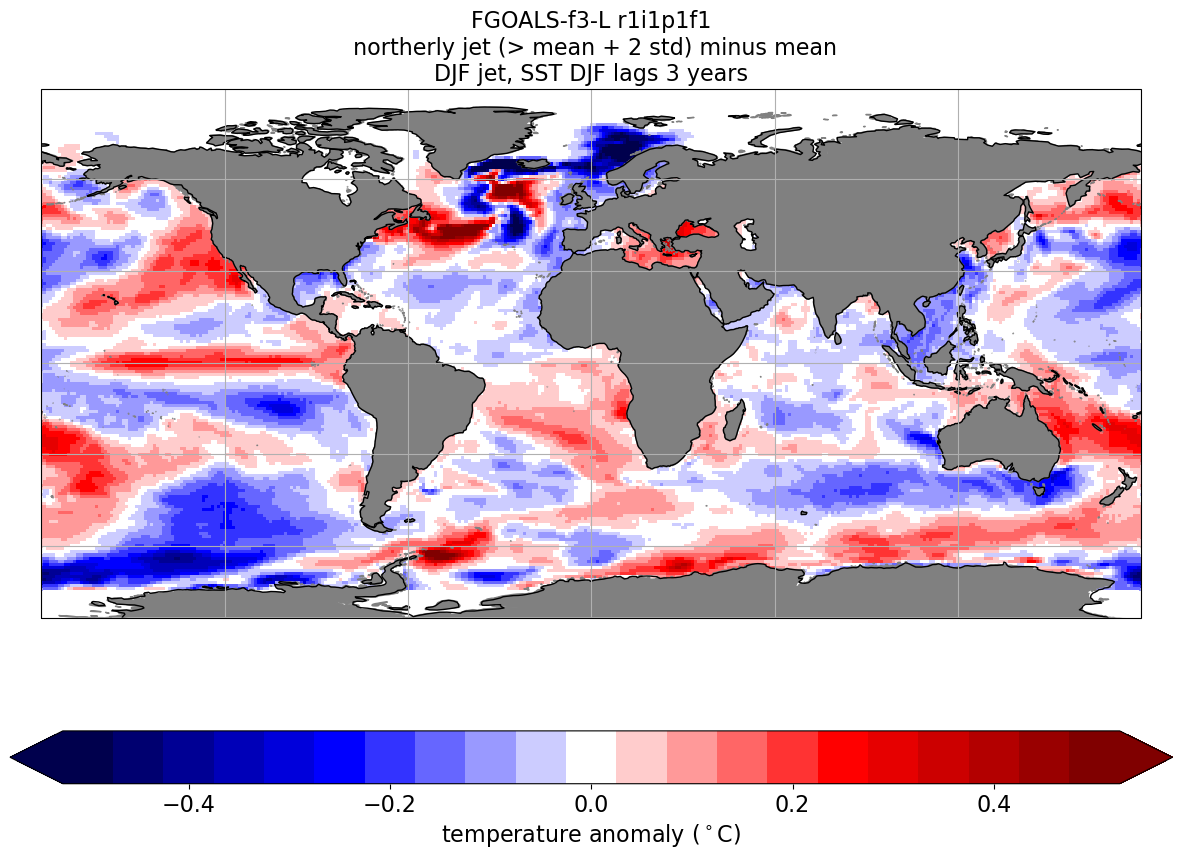 FGOALS-f3-L r1i1p1f1
northerly jet (> mean + 2 std) minus mean
DJF jet, SST DJF lags 3 years
−0.4 −0.2 0.0 0.2 0.4
temperature anomaly (°C)